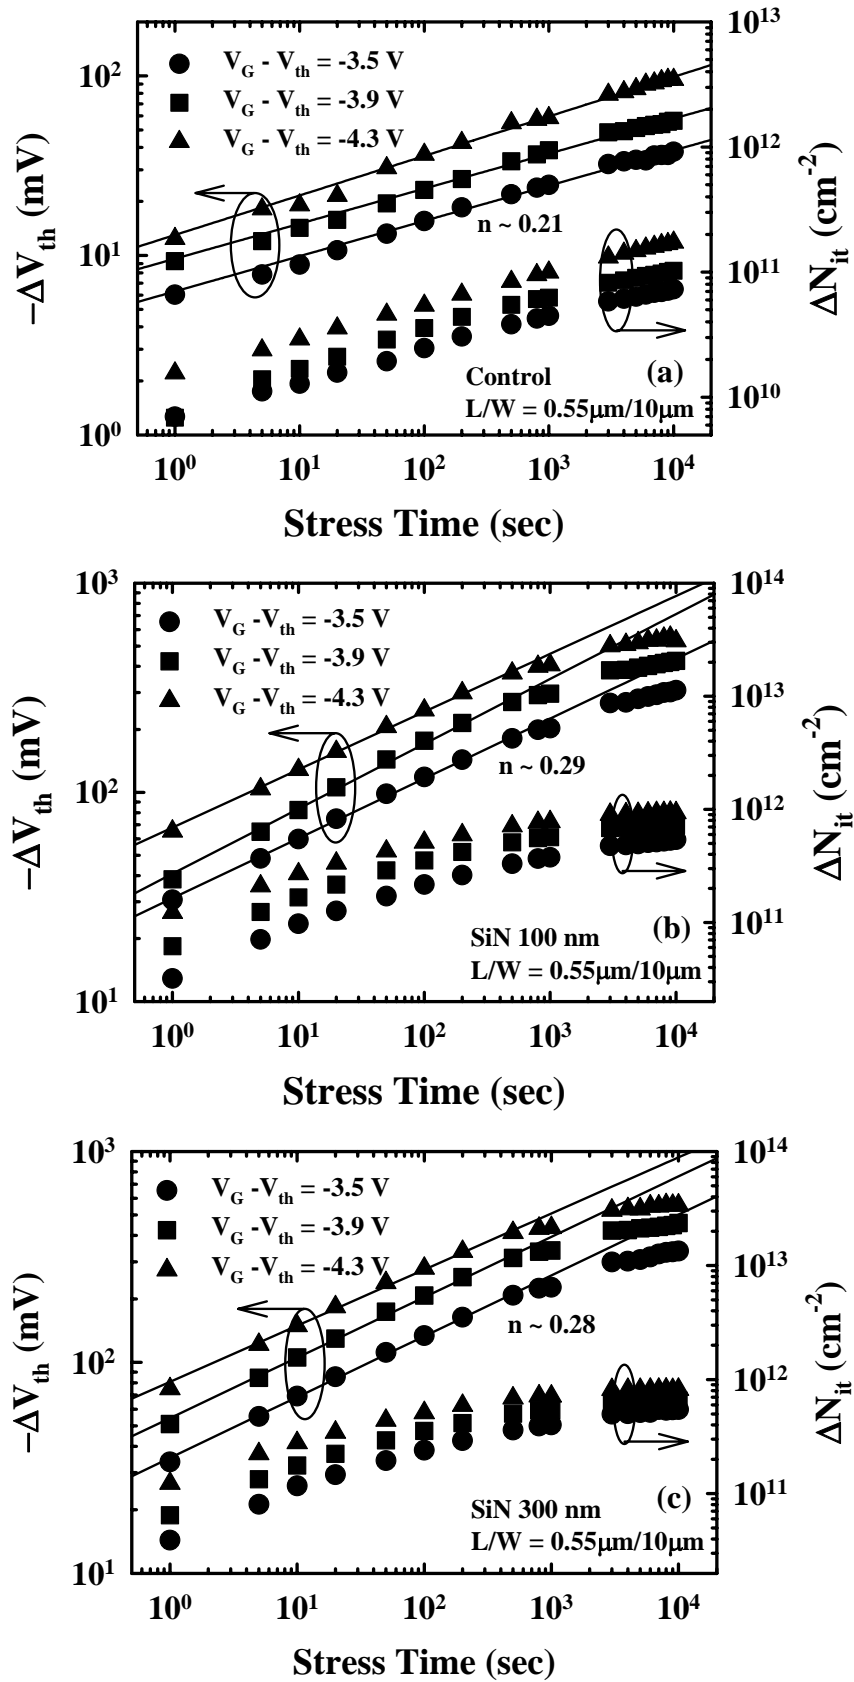 V_G - V_th = -3.5 V
V_G - V_th = -3.9 V
V_G - V_th = -4.3 V
10²
10¹
10⁰
−ΔV_th (mV)
10¹³
10¹²
10¹¹
10¹⁰
ΔN_it (cm⁻²)
n ~ 0.21
(a)
Control
L/W = 0.55μm/10μm
10⁰ 10¹ 10² 10³ 10⁴
Stress Time (sec)
V_G -V_th = -3.5 V
V_G -V_th = -3.9 V
V_G -V_th = -4.3 V
10³
10²
10¹
−ΔV_th (mV)
10¹⁴
10¹³
10¹²
10¹¹
ΔN_it (cm⁻²)
n ~ 0.29
(b)
SiN 100 nm
L/W = 0.55μm/10μm
10⁰ 10¹ 10² 10³ 10⁴
Stress Time (sec)
V_G -V_th = -3.5 V
V_G -V_th = -3.9 V
V_G -V_th = -4.3 V
10³
10²
10¹
−ΔV_th (mV)
10¹⁴
10¹³
10¹²
10¹¹
ΔN_it (cm⁻²)
n ~ 0.28
(c)
SiN 300 nm
L/W = 0.55μm/10μm
10⁰ 10¹ 10² 10³ 10⁴
Stress Time (sec)